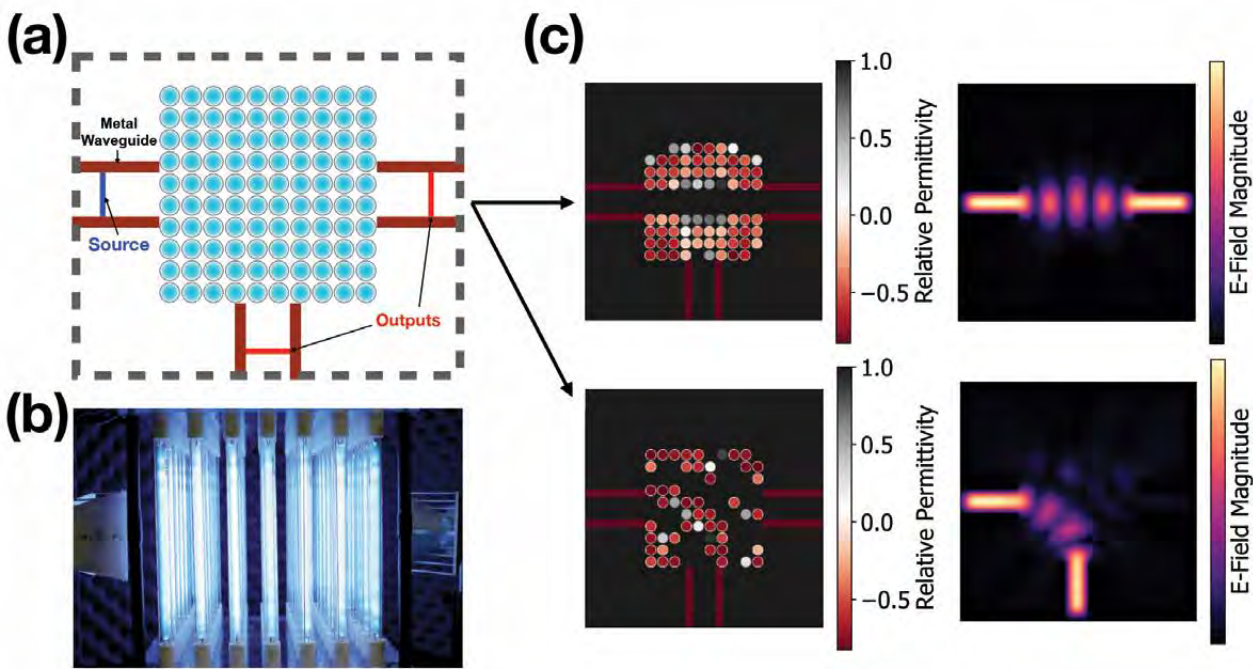 (a)
Metal
Waveguide
Source
Outputs
(b)
(c)
1.0
0.5
0.0
−0.5
Relative Permittivity
E-Field Magnitude
1.0
0.5
0.0
−0.5
Relative Permittivity
E-Field Magnitude